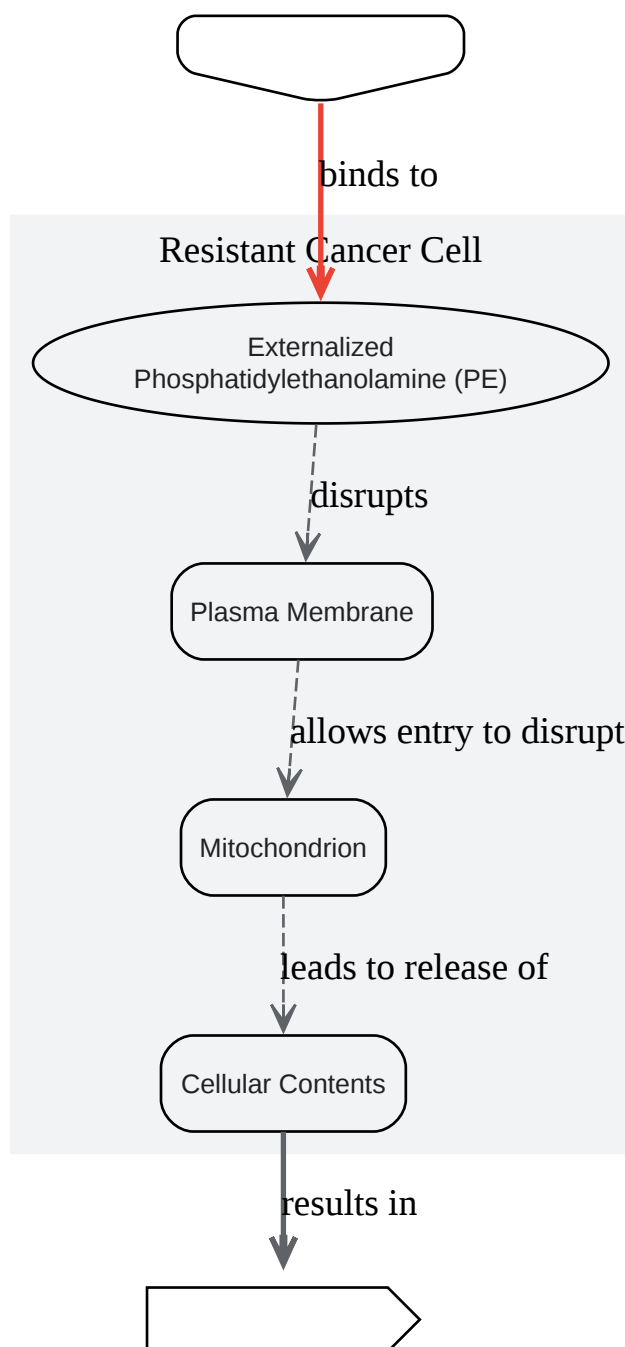 binds to
Resistant Cancer Cell
Externalized
Phosphatidylethanolamine (PE)
disrupts
Plasma Membrane
allows entry to disrupt
Mitochondrion
leads to release of
Cellular Contents
results in